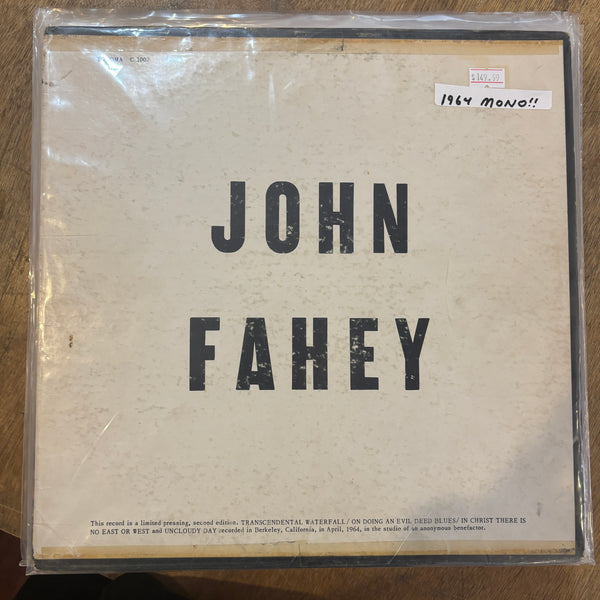 C 1002
$149.99
1964 MONO!!
JOHN
FAHEY
This record is a limited pressing, second edition. TRANSCENDENTAL WATERFALL/ ON DOING AN EVIL DEED BLUES/ IN CHRIST THERE IS
NO EAST OR WEST and UNCLOUDY DAY recorded in Berkeley, California, in April, 1964, in the studio of an anonymous benefactor.